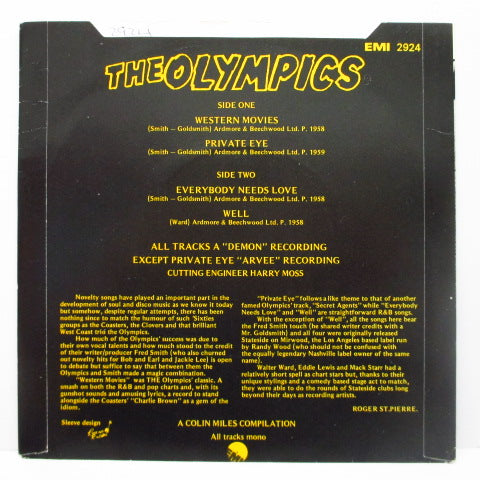 EMI 2924
THE OLYMPICS
SIDE ONE
WESTERN MOVIES
(Smith – Goldsmith) Ardmore & Beechwood Ltd. P. 1958
PRIVATE EYE
(Smith – Goldsmith) Ardmore & Beechwood Ltd. P. 1959
SIDE TWO
EVERYBODY NEEDS LOVE
(Smith – Goldsmith) Ardmore & Beechwood Ltd. P. 1958
WELL
(Ward) Ardmore & Beechwood Ltd. P. 1958
ALL TRACKS A "DEMON" RECORDING
EXCEPT PRIVATE EYE "ARVEE" RECORDING
CUTTING ENGINEER HARRY MOSS
Novelty songs have played an important part in the
development of soul and disco music as we know it today
but somehow, despite regular attempts, there has been
nothing since to match the humour of such 'Sixties
groups as the Coasters, the Clovers and that brilliant
West Coast trio the Olympics.
How much of the Olympics' success was due to
their own vocal talents and how much stood to the credit
of their writer/producer Fred Smith (who also churned
out novelty hits for Bob and Earl and Jackie Lee) is open
to debate but suffice to say that between them the
Olympics and Smith made a magic combination.
"Western Movies" was THE Olympics' classic. A
smash on both the R&B and pop charts and, with its
gunshot sounds and amusing lyrics, a record to stand
alongside the Coasters' "Charlie Brown" as a gem of the
idiom.
"Private Eye" follows a like theme to that of another
famed Olympics' track, "Secret Agents" while "Everybody
Needs Love" and "Well" are straightforward R&B songs.
With the exception of "Well", all the songs here bear
the Fred Smith touch (he shared writer credits with a
Mr. Goldsmith) and all four were originally released
Stateside on Mirwood, the Los Angeles based label run
by Randy Wood (who should not be confused with
the equally legendary Nashville label owner of the same
name).
Walter Ward, Eddie Lewis and Mack Starr had a
relatively short spell as chart stars but, thanks to their
unique stylings and a comedy based stage act to match,
they were able to do the rounds of Stateside clubs long
beyond their days as recording artists.
ROGER ST.PIERRE.
Sleeve design
A COLIN MILES COMPILATION
All tracks mono